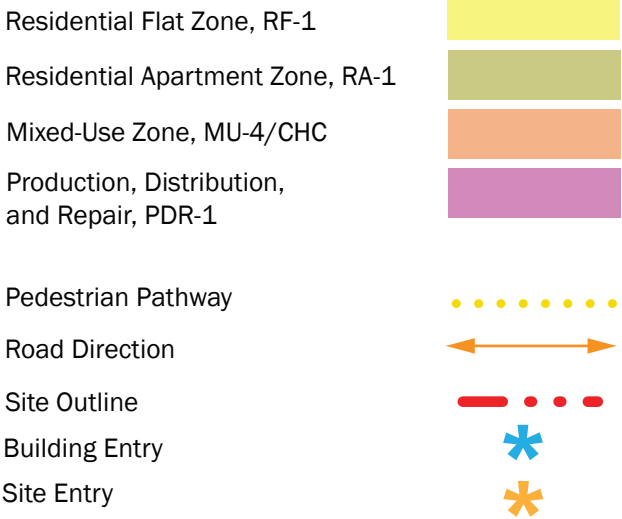 Residential Flat Zone, RF-1
Residential Apartment Zone, RA-1
Mixed-Use Zone, MU-4/CHC
Production, Distribution,
and Repair, PDR-1
Pedestrian Pathway
Road Direction
Site Outline
Building Entry
Site Entry